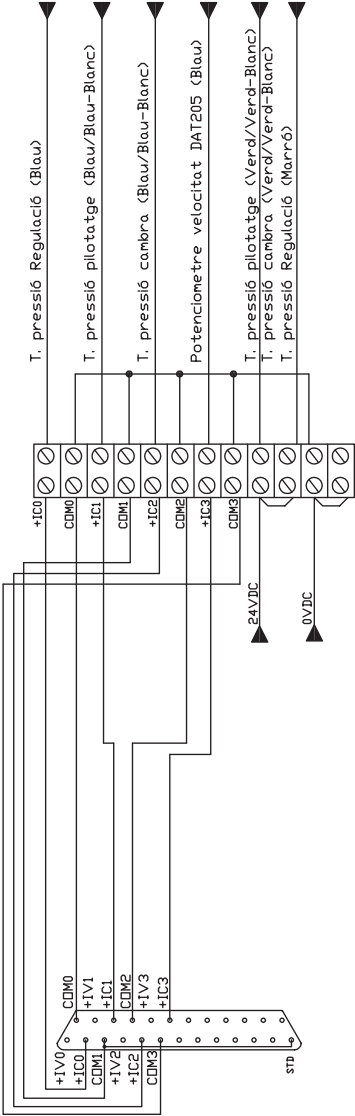 T. pressió Regulació (Blau)
T. pressió pilotatge (Blau/Blau-Blanc)
T. pressió cambra (Blau/Blau-Blanc)
Potenciometre velocitat DAT205 (Blau)
T. pressió pilotatge (Verd/Verd-Blanc)
T. pressió cambra (Verd/Verd-Blanc)
T. pressió Regulació (Marró)
+IC0
COM0
+IC1
COM1
+IC2
COM2
+IC3
COM3
24VDC
0VDC
COM0
+IV1
+IC1
COM2
+IV3
+IC3
+IV0
+IC0
COM1
+IV2
+IC2
COM3
STD